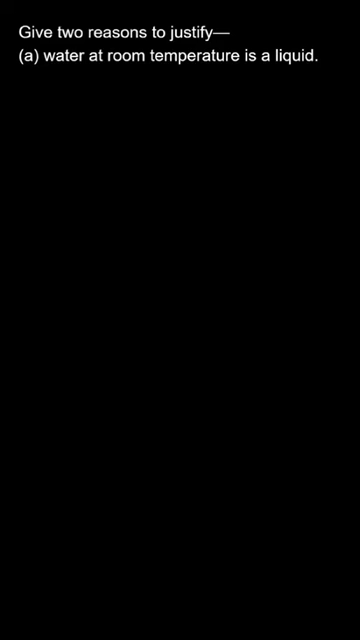 Give two reasons to justify—
(a) water at room temperature is a liquid.